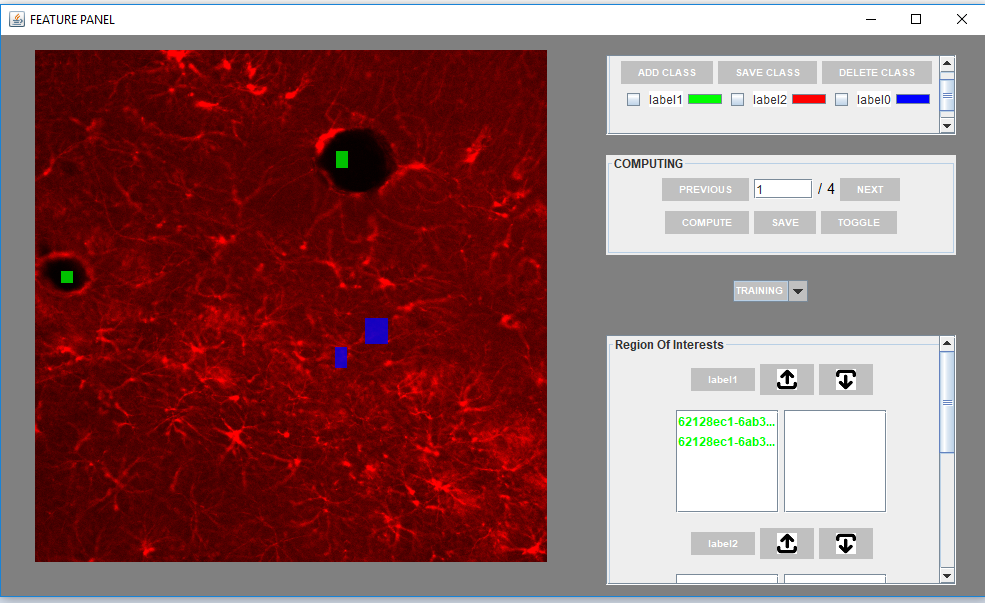 FEATURE PANEL
ADD CLASS SAVE CLASS DELETE CLASS
label1 label2 label0
COMPUTING
PREVIOUS 1 / 4 NEXT
COMPUTE SAVE TOGGLE
TRAINING
Region Of Interests
label1
62128ec1-6ab3...
62128ec1-6ab3...
label2